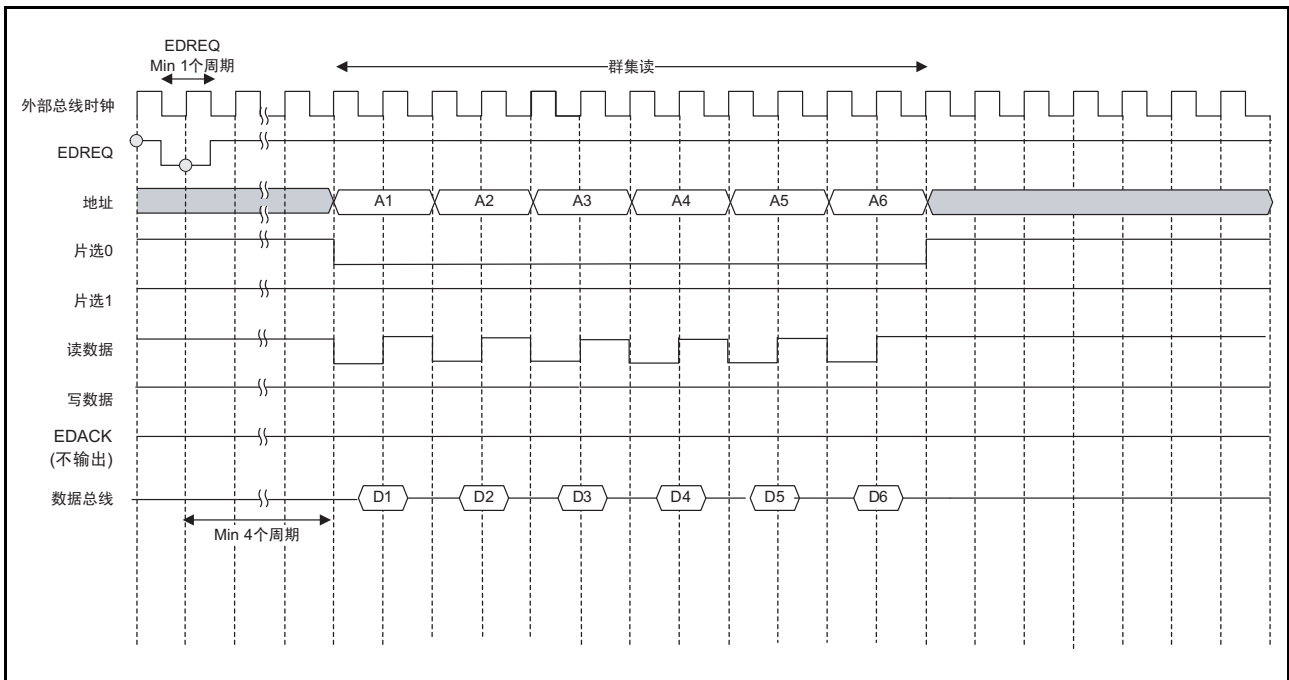 EDREQ
Min 1个周期
群集读
外部总线时钟
EDREQ
地址
A1 A2 A3 A4 A5 A6
片选0
片选1
读数据
写数据
EDACK
(不输出)
数据总线
D1 D2 D3 D4 D5 D6
Min 4个周期